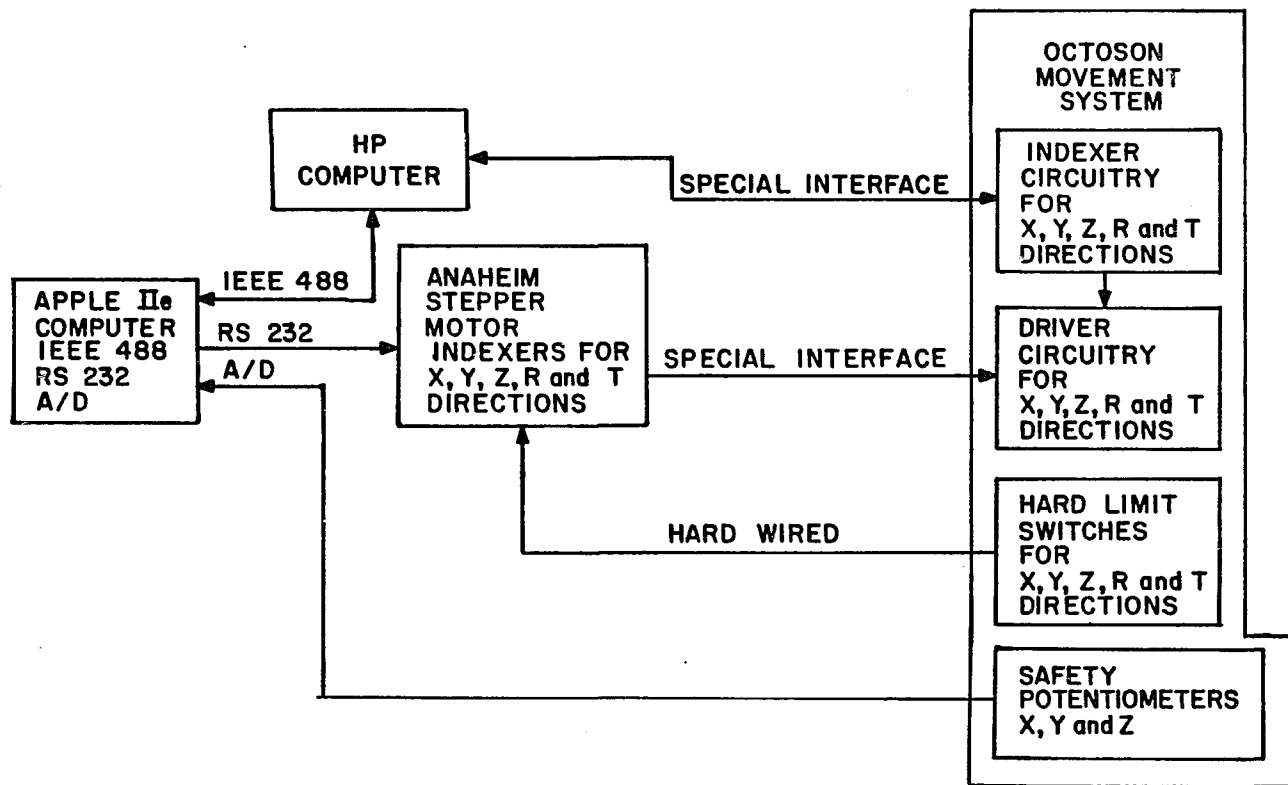 OCTOSON
MOVEMENT
SYSTEM
HP
COMPUTER
SPECIAL INTERFACE
INDEXER
CIRCUITRY
FOR
X, Y, Z, R and T
DIRECTIONS
IEEE 488
APPLE IIe
COMPUTER
IEEE 488
RS 232
A/D
RS 232
A/D
ANAHEIM
STEPPER
MOTOR
INDEXERS FOR
X, Y, Z, R and T
DIRECTIONS
SPECIAL INTERFACE
DRIVER
CIRCUITRY
FOR
X, Y, Z, R and T
DIRECTIONS
HARD WIRED
HARD LIMIT
SWITCHES
FOR
X, Y, Z, R and T
DIRECTIONS
SAFETY
POTENTIOMETERS
X, Y and Z